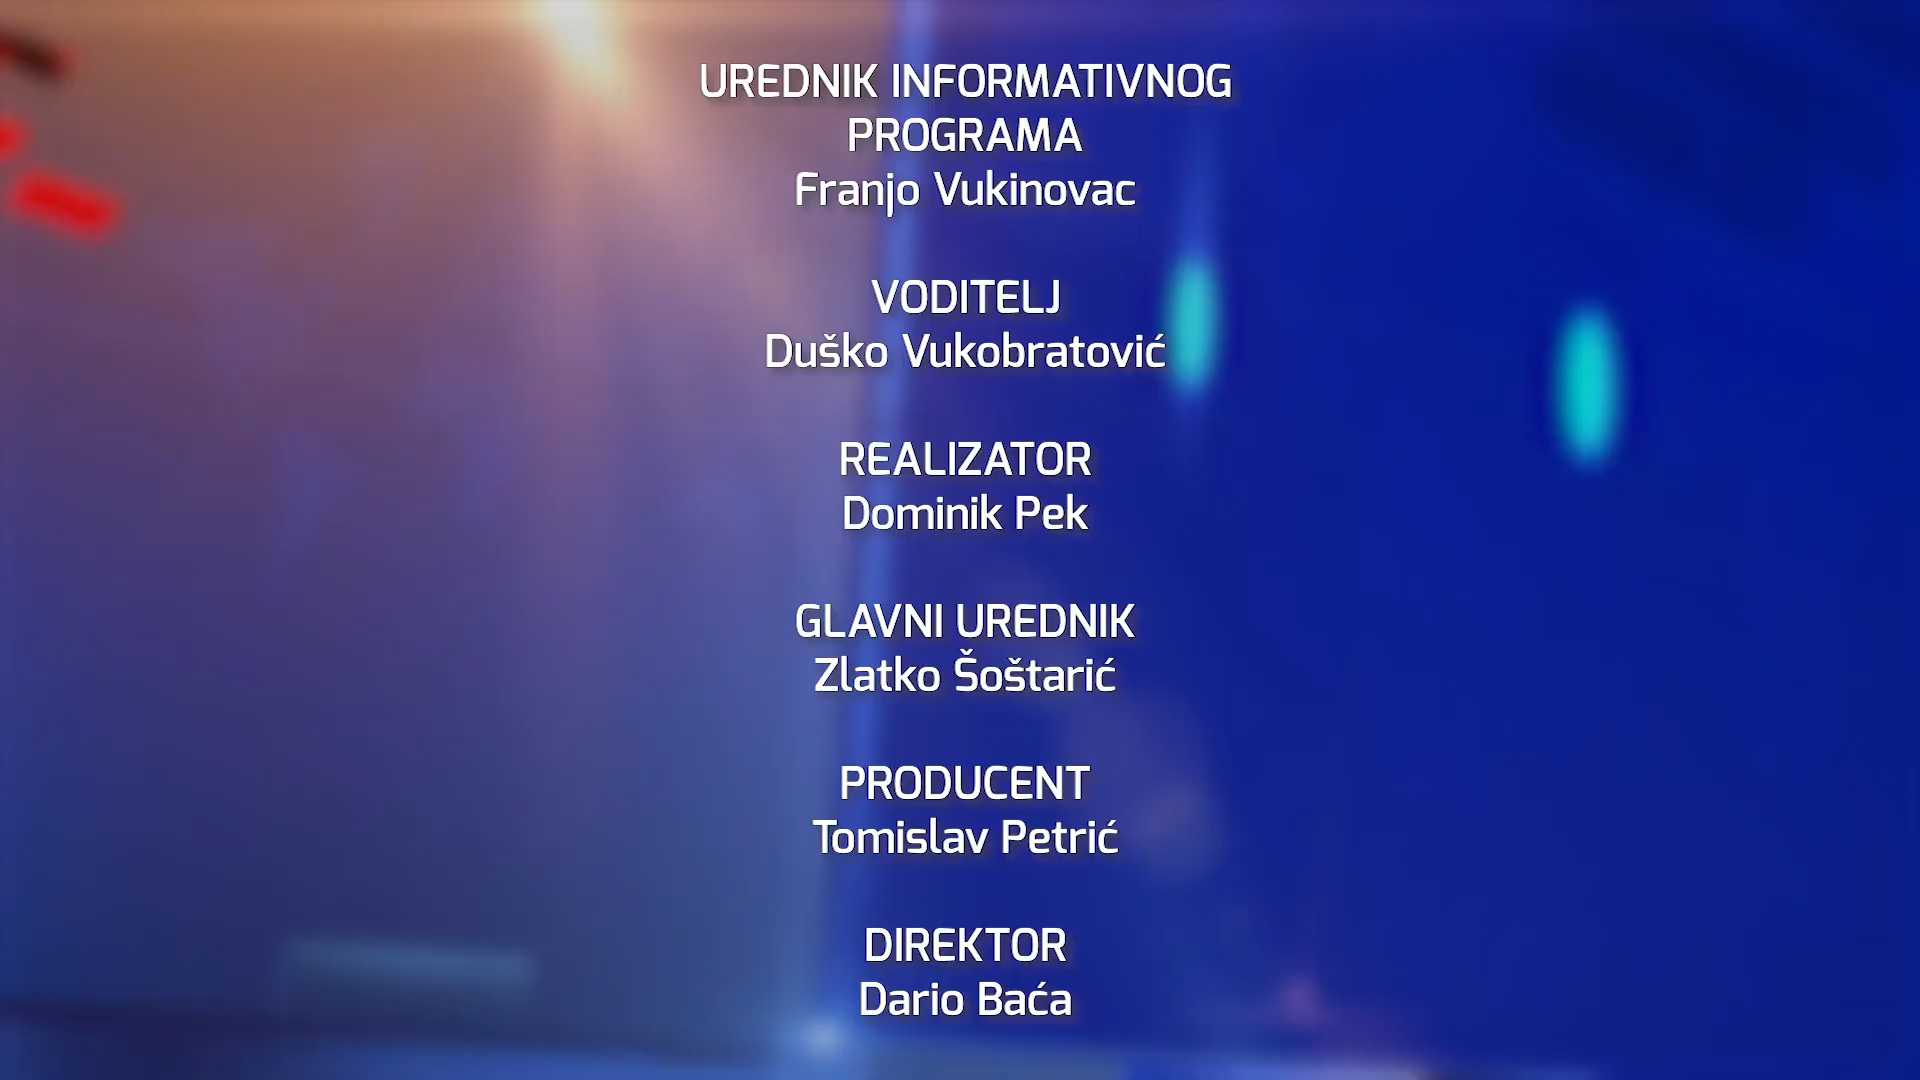 UREDNIK INFORMATIVNOG
PROGRAMA
Franjo Vukinovac
VODITELJ
Duško Vukobratović
REALIZATOR
Dominik Pek
GLAVNI UREDNIK
Zlatko Šoštarić
PRODUCENT
Tomislav Petrić
DIREKTOR
Dario Baća